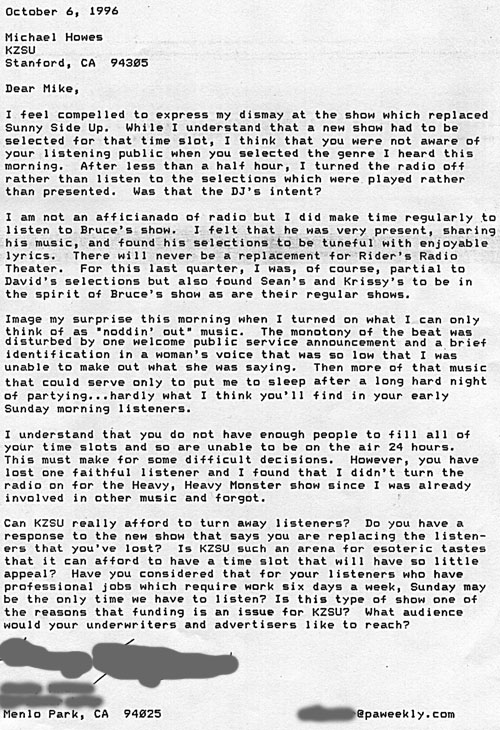 October 6, 1996
Michael Howes
KZSU
Stanford, CA  94305
Dear Mike,
I feel compelled to express my dismay at the show which replaced
Sunny Side Up.  While I understand that a new show had to be
selected for that time slot, I think that you were not aware of
your listening public when you selected the genre I heard this
morning.  After less than a half hour, I turned the radio off
rather than listen to the selections which were played rather
than presented.  Was that the DJ's intent?
I am not an afficianado of radio but I did make time regularly to
listen to Bruce's show.  I felt that he was very present, sharing
his music, and found his selections to be tuneful with enjoyable
lyrics.  There will never be a replacement for Rider's Radio
Theater.  For this last quarter, I was, of course, partial to
David's selections but also found Sean's and Krissy's to be in
the spirit of Bruce's show as are their regular shows.
Image my surprise this morning when I turned on what I can only
think of as "noddin' out" music.  The monotony of the beat was
disturbed by one welcome public service announcement and a brief
identification in a woman's voice that was so low that I was
unable to make out what she was saying.  Then more of that music
that could serve only to put me to sleep after a long hard night
of partying...hardly what I think you'll find in your early
Sunday morning listeners.
I understand that you do not have enough people to fill all of
your time slots and so are unable to be on the air 24 hours.
This must make for some difficult decisions.  However, you have
lost one faithful listener and I found that I didn't turn the
radio on for the Heavy, Heavy Monster show since I was already
involved in other music and forgot.
Can KZSU really afford to turn away listeners?  Do you have a
response to the new show that says you are replacing the listen-
ers that you've lost?  Is KZSU such an arena for esoteric tastes
that it can afford to have a time slot that will have so little
appeal?  Have you considered that for your listeners who have
professional jobs which require work six days a week, Sunday may
be the only time we have to listen? Is this type of show one of
the reasons that funding is an issue for KZSU?  What audience
would your underwriters and advertisers like to reach?
Menlo Park, CA  94025
@paweekly.com